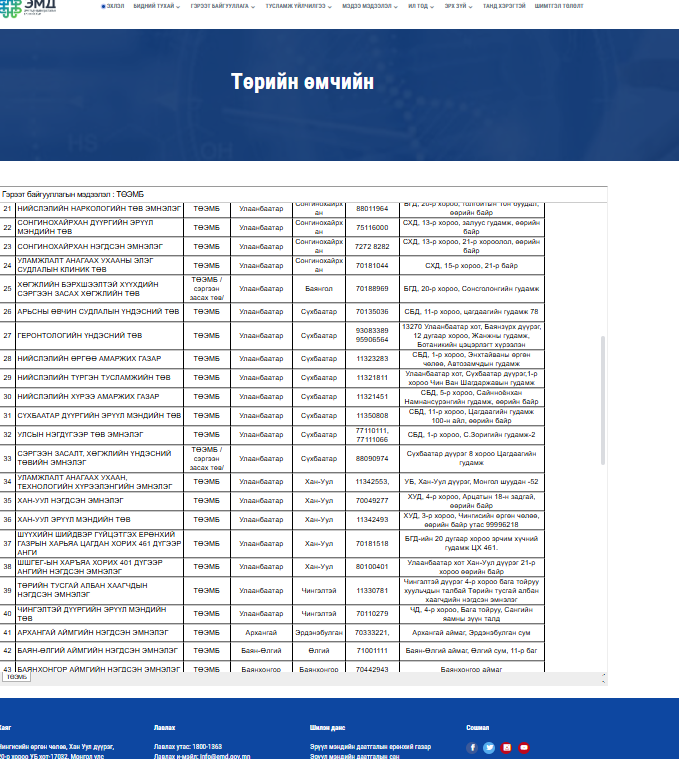 ЭМД
ЭХЛЭЛ БИДНИЙ ТУХАЙ ГЭРЭЭТ БАЙГУУЛЛАГА ТУСЛАМЖ ҮЙЛЧИЛГЭЭ МЭДЭЭ МЭДЭЭЛЭЛ ИЛ ТОД ЭРХ ЗҮЙ ТАНД ХЭРЭГТЭЙ ШИМТГЭЛ ТӨЛӨЛТ
Төрийн өмчийн
Гэрээт байгууллагын мэдээлэл : ТӨЭМБ
21 НИЙСЛЭЛИЙН НАРКОЛОГИЙН ТӨВ ЭМНЭЛЭГ ТӨЭМБ Улаанбаатар Сонгинохайрхан 88011964 БГД, 20-р хороо, Толгойтын төв буудал, өөрийн байр
22 СОНГИНОХАЙРХАН ДҮҮРГИЙН ЭРҮҮЛ МЭНДИЙН ТӨВ ТӨЭМБ Улаанбаатар Сонгинохайрхан 75116000 СХД, 13-р хороо, залуус гудамж, өөрийн байр
23 СОНГИНОХАЙРХАН НЭГДСЭН ЭМНЭЛЭГ ТӨЭМБ Улаанбаатар Сонгинохайрхан 7272 8282 СХД, 13-р хороо, 21-р хороолол, өөрийн байр
24 УЛАМЖЛАЛТ АНАГААХ УХААНЫ ЭЛЭГ СУДЛАЛЫН КЛИНИК ТӨВ ТӨЭМБ Улаанбаатар Сонгинохайрхан 70181044 СХД, 15-р хороо, 21-р байр
25 ХӨГЖЛИЙН БЭРХШЭЭЛТЭЙ ХҮҮХДИЙН СЭРГЭЭН ЗАСАХ ХӨГЖЛИЙН ТӨВ ТӨЭМБ / сэргээн засах төв/ Улаанбаатар Баянгол 70188969 БГД, 20-р хороо, Сонсголонгийн гудамж
26 АРЬСНЫ ӨВЧИН СУДЛАЛЫН ҮНДЭСНИЙ ТӨВ ТӨЭМБ Улаанбаатар Сүхбаатар 70135036 СБД, 11-р хороо, цагдаагийн гудамж 78
27 ГЕРОНТОЛОГИЙН ҮНДЭСНИЙ ТӨВ ТӨЭМБ Улаанбаатар Сүхбаатар 93083389 95906564 13270 Улаанбаатар хот, Баянзүрх дүүрэг, 12 дугаар хороо, Жанжны гудамж, Ботаникийн цэцэрлэгт хүрээлэн
28 НИЙСЛЭЛИЙН ӨРГӨӨ АМАРЖИХ ГАЗАР ТӨЭМБ Улаанбаатар Сүхбаатар 11323283 СБД, 1-р хороо, Энхтайваны өргөн чөлөө, Автозамчдын гудамж
29 НИЙСЛЭЛИЙН ТҮРГЭН ТУСЛАМЖИЙН ТӨВ ТӨЭМБ Улаанбаатар Сүхбаатар 11321811 Улаанбаатар хот, Сүхбаатар дүүрэг,1-р хороо Чин Ван Шагдаржавын гудамж
30 НИЙСЛЭЛИЙН ХҮРЭЭ АМАРЖИХ ГАЗАР ТӨЭМБ Улаанбаатар Сүхбаатар 11321451 СБД, 5-р хороо, Сайнноёнхан Намнансүрэнгийн гудамж, өөрийн байр
31 СҮХБААТАР ДҮҮРГИЙН ЭРҮҮЛ МЭНДИЙН ТӨВ ТӨЭМБ Улаанбаатар Сүхбаатар 11350808 СБД, 11-р хороо, Цагдаагийн гудамж 100-н айл, өөрийн байр
32 УЛСЫН НЭГДҮГЭЭР ТӨВ ЭМНЭЛЭГ ТӨЭМБ Улаанбаатар Сүхбаатар 77110111, 77111066 СБД, 1-р хороо, С.Зоригийн гудамж-2
33 СЭРГЭЭН ЗАСАЛТ, ХӨГЖЛИЙН ҮНДЭСНИЙ ТӨВИЙН ЭМНЭЛЭГ ТӨЭМБ / сэргээн засах төв/ Улаанбаатар Сүхбаатар 88090974 Сүхбаатар дүүрэг 8 хороо Цагдаагийн гудамж
34 УЛАМЖЛАЛТ АНАГААХ УХААН, ТЕХНОЛОГИЙН ХҮРЭЭЛЭНГИЙН ЭМНЭЛЭГ ТӨЭМБ Улаанбаатар Хан-Уул 11342553, УБ, Хан-Уул дүүрэг, Монгол шуудан -52
35 ХАН-УУЛ НЭГДСЭН ЭМНЭЛЭГ ТӨЭМБ Улаанбаатар Хан-Уул 70049277 ХУД, 4-р хороо, Арцатын 18-н задгай, өөрийн байр
36 ХАН-УУЛ ЭРҮҮЛ МЭНДИЙН ТӨВ ТӨЭМБ Улаанбаатар Хан-Уул 11342493 ХУД, 3-р хороо, Чингисийн өргөн чөлөө, өөрийн байр утас 99996218
37 ШҮҮХИЙН ШИЙДВЭР ГҮЙЦЭТГЭХ ЕРӨНХИЙ ГАЗРЫН ХАРЬЯА ЦАГДАН ХОРИХ 461 ДҮГЭЭР АНГИ ТӨЭМБ Улаанбаатар Хан-Уул 70181518 БГД-ийн 20 дугаар хороо эрчим хүчний гудамж ЦХ 461.
38 ШШГЕГ-ЫН ХАРЪЯА ХОРИХ 401 ДҮГЭЭР АНГИЙН НЭГДСЭН ЭМНЭЛЭГ ТӨЭМБ Улаанбаатар Хан-Уул 80100401 Улаанбаатар хот Хан-Уул дүүрэг 21-р хороо өөрийн байр
39 ТӨРИЙН ТУСГАЙ АЛБАН ХААГЧДЫН НЭГДСЭН ЭМНЭЛЭГ ТӨЭМБ Улаанбаатар Чингэлтэй 11330781 Чингэлтэй дүүрэг 4-р хороо бага тойруу хуульчдын талбай Төрийн тусгай албан хаагчдийн нэгдсэн эмнэлэг
40 ЧИНГЭЛТЭЙ ДҮҮРГИЙН ЭРҮҮЛ МЭНДИЙН ТӨВ ТӨЭМБ Улаанбаатар Чингэлтэй 70110279 ЧД, 4-р хороо, Бага тойруу, Сангийн яамны зүүн талд
41 АРХАНГАЙ АЙМГИЙН НЭГДСЭН ЭМНЭЛЭГ ТӨЭМБ Архангай Эрдэнэбулган 70333221, Архангай аймаг, Эрдэнэбулган сум
42 БАЯН-ӨЛГИЙ АЙМГИЙН НЭГДСЭН ЭМНЭЛЭГ ТӨЭМБ Баян-Өлгий Өлгий 71001111 Баян-Өлгий аймаг, Өлгий сум, 11-р баг
43 БАЯНХОНГОР АЙМГИЙН НЭГДСЭН ЭМНЭЛЭГ ТӨЭМБ Баянхонгор Баянхонгор 70442943 Баянхонгор аймаг
ТӨЭМБ
Хаяг Лавлах Шилэн данс Сошиал
Чингисийн өргөн чөлөө, Хан Уул дүүрэг, Лавлах утас: 1800-1363 Эрүүл мэндийн даатгалын ерөнхий газар
20-р хороо УБ хот-17032, Монгол улс Лавлах и-мэйл: info@emd.gov.mn Эрүүл мэндийн даатгалын сан